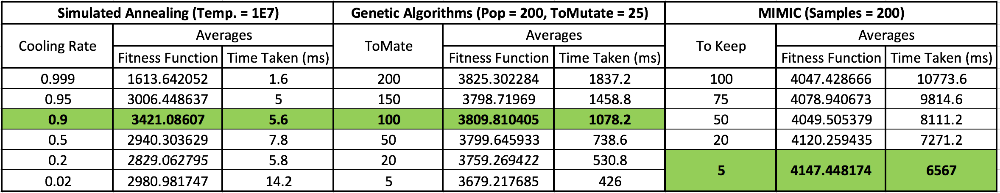 Simulated Annealing (Temp. = 1E7) Genetic Algorithms (Pop = 200, ToMutate = 25) MIMIC (Samples = 200)
Cooling Rate Averages ToMate Averages To Keep Averages
Fitness Function Time Taken (ms) Fitness Function Time Taken (ms) Fitness Function Time Taken (ms)
0.999 1613.642052 1.6 200 3825.302284 1837.2 100 4047.428666 10773.6
0.95 3006.448637 5 150 3798.71969 1458.8 75 4078.940673 9814.6
0.9 3421.08607 5.6 100 3809.810405 1078.2 50 4049.505379 8111.2
0.5 2940.303629 7.8 50 3799.645933 738.6 20 4120.259435 7271.2
0.2 2829.062795 5.8 20 3759.269422 530.8 5 4147.448174 6567
0.02 2980.981747 14.2 5 3679.217685 426